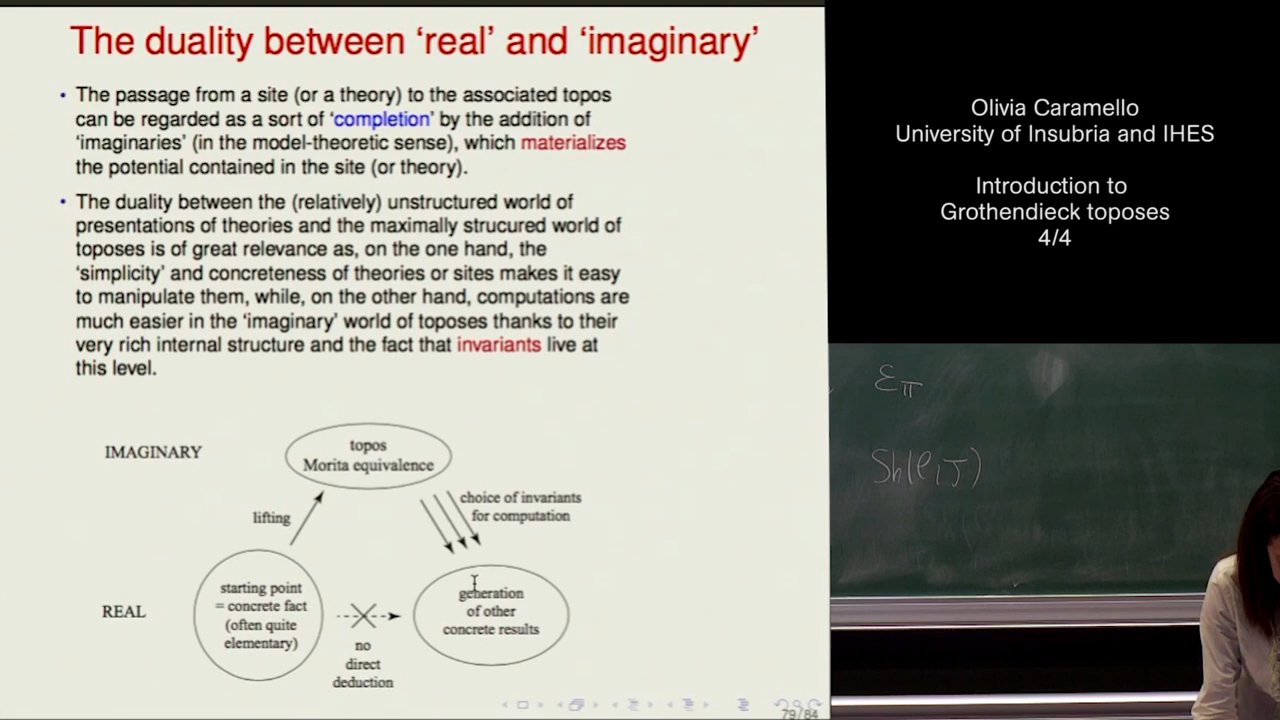 The duality between ‘real’ and ‘imaginary’
• The passage from a site (or a theory) to the associated topos
can be regarded as a sort of ‘completion’ by the addition of
‘imaginaries’ (in the model-theoretic sense), which materializes
the potential contained in the site (or theory).
• The duality between the (relatively) unstructured world of
presentations of theories and the maximally strucured world of
toposes is of great relevance as, on the one hand, the
‘simplicity’ and concreteness of theories or sites makes it easy
to manipulate them, while, on the other hand, computations are
much easier in the ‘imaginary’ world of toposes thanks to their
very rich internal structure and the fact that invariants live at
this level.
IMAGINARY
topos
Morita equivalence
lifting
choice of invariants
for computation
REAL
starting point
= concrete fact
(often quite
elementary)
no
direct
deduction
generation
of other
concrete results
79/84
Olivia Caramello
University of Insubria and IHES
Introduction to
Grothendieck toposes
4/4
ℰπ
Sh(𝒞,J)